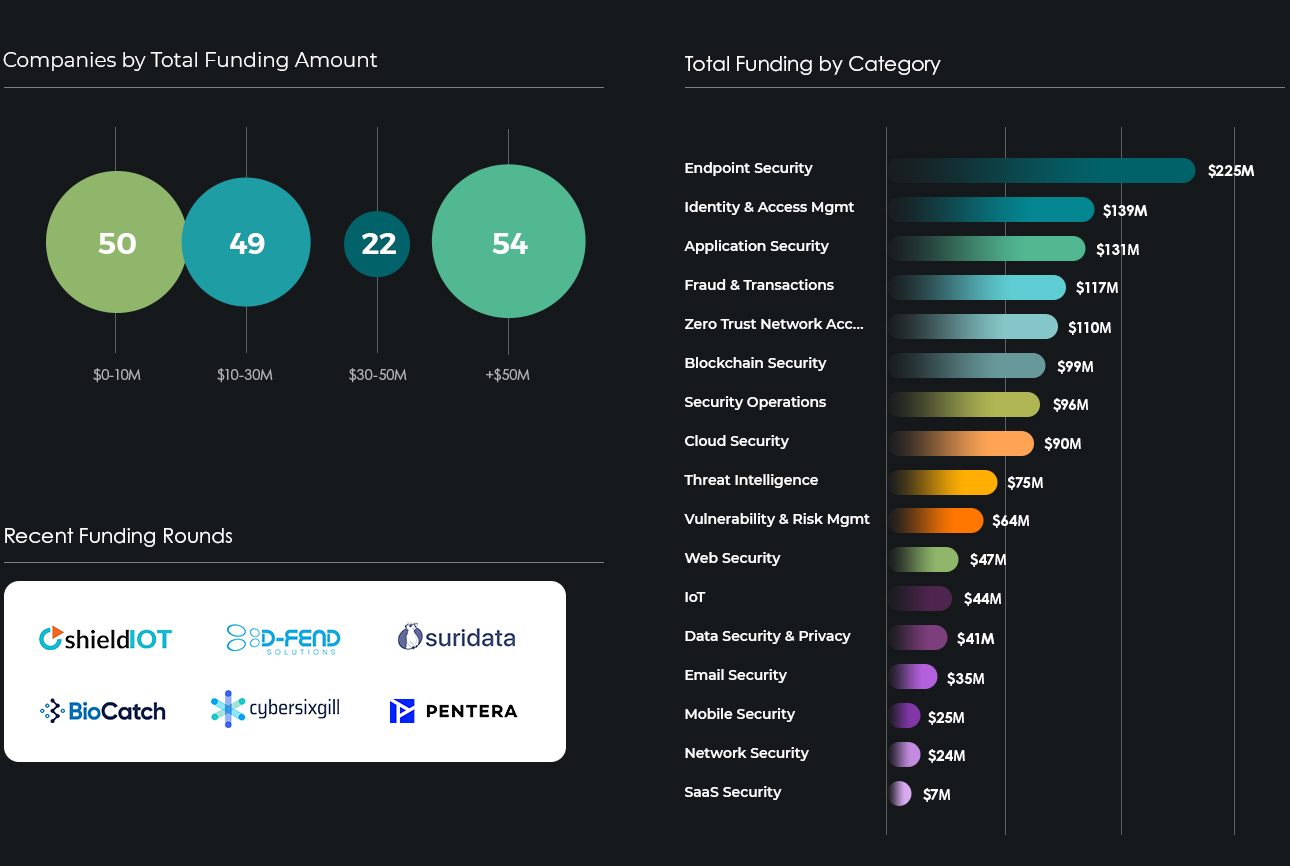 Companies by Total Funding Amount
50
49
22
54
$0-10M
$10-30M
$30-50M
+$50M
Recent Funding Rounds
shieldIOT
D-FEND
SOLUTIONS
suridata
BioCatch
cybersixgill
PENTERA
Total Funding by Category
Endpoint Security $225M
Identity & Access Mgmt $139M
Application Security $131M
Fraud & Transactions $117M
Zero Trust Network Acc... $110M
Blockchain Security $99M
Security Operations $96M
Cloud Security $90M
Threat Intelligence $75M
Vulnerability & Risk Mgmt $64M
Web Security $47M
IoT $44M
Data Security & Privacy $41M
Email Security $35M
Mobile Security $25M
Network Security $24M
SaaS Security $7M